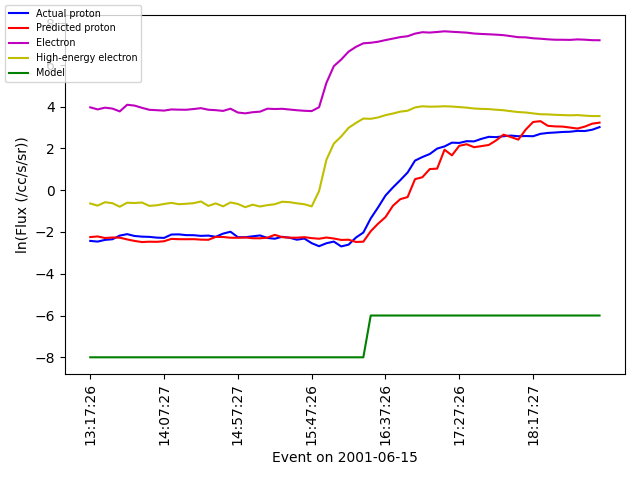 Actual proton
Predicted proton
Electron
High-energy electron
Model
ln(Flux (/cc/s/sr))
8
6
4
2
0
−2
−4
−6
−8
13:17:26
14:07:27
14:57:27
15:47:26
16:37:26
17:27:26
18:17:27
Event on 2001-06-15